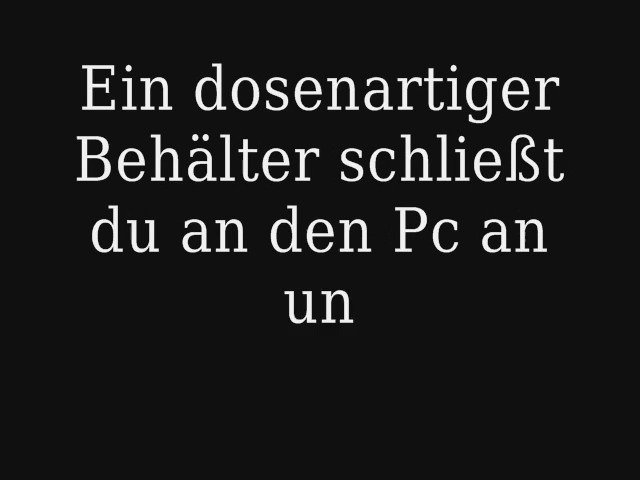 Ein dosenartiger
Behälter schließt
du an den Pc an
un